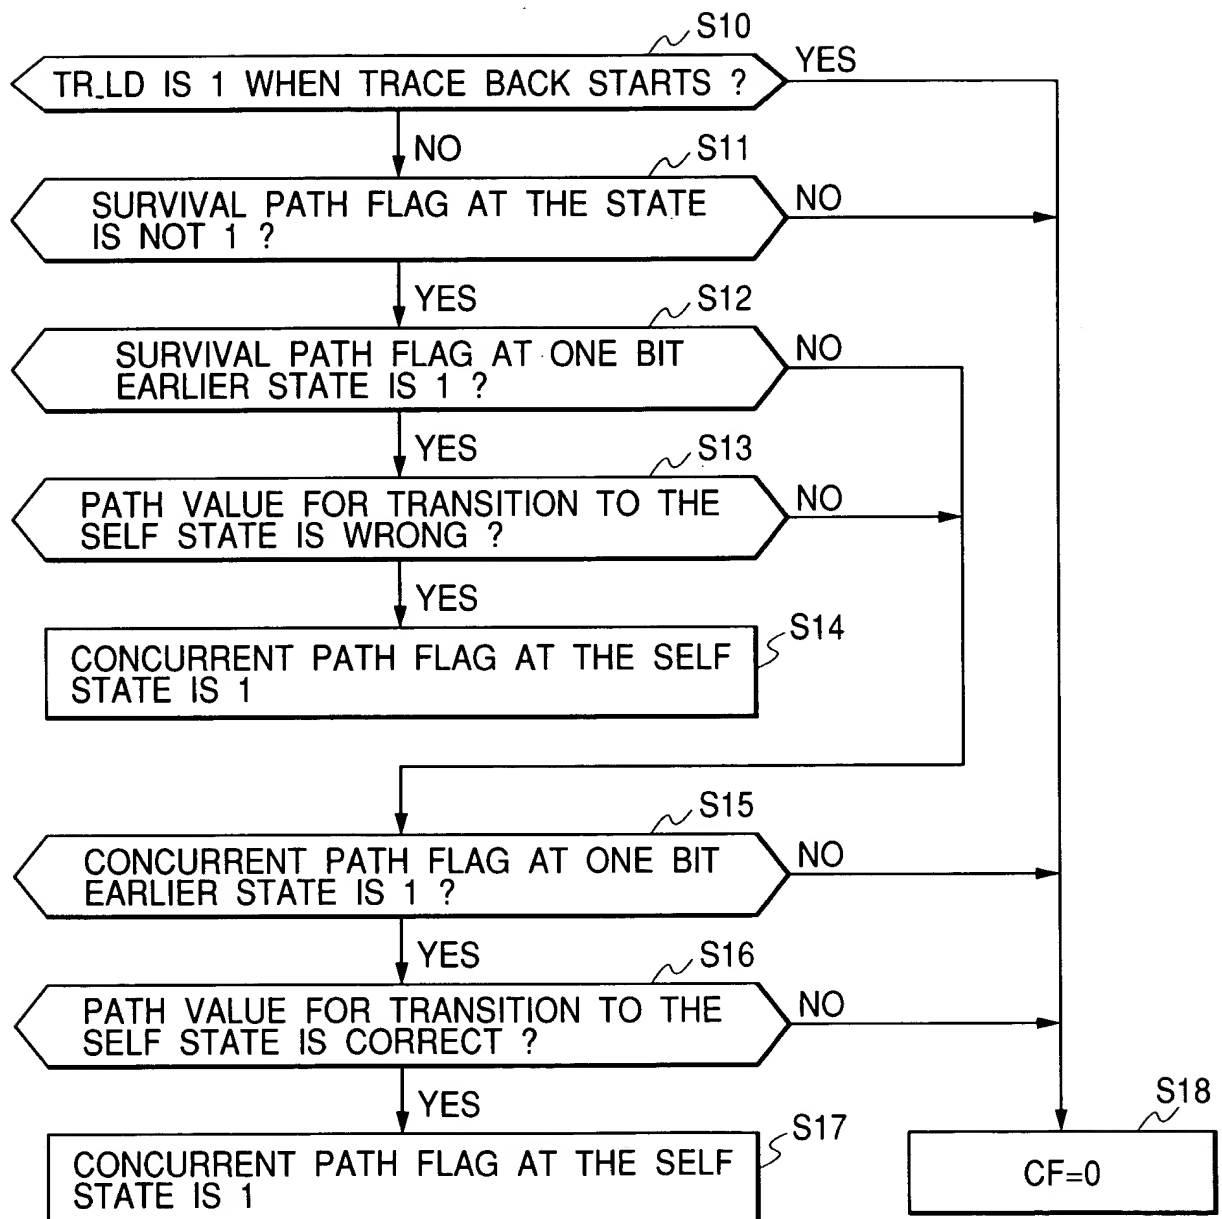 S10
TR_LD IS 1 WHEN TRACE BACK STARTS ?
YES
NO
S11
SURVIVAL PATH FLAG AT THE STATE
IS NOT 1 ?
NO
YES
S12
SURVIVAL PATH FLAG AT ONE BIT
EARLIER STATE IS 1 ?
NO
YES
S13
PATH VALUE FOR TRANSITION TO THE
SELF STATE IS WRONG ?
NO
YES
S14
CONCURRENT PATH FLAG AT THE SELF
STATE IS 1
S15
CONCURRENT PATH FLAG AT ONE BIT
EARLIER STATE IS 1 ?
NO
YES
S16
PATH VALUE FOR TRANSITION TO THE
SELF STATE IS CORRECT ?
NO
YES
S17
CONCURRENT PATH FLAG AT THE SELF
STATE IS 1
S18
CF=0